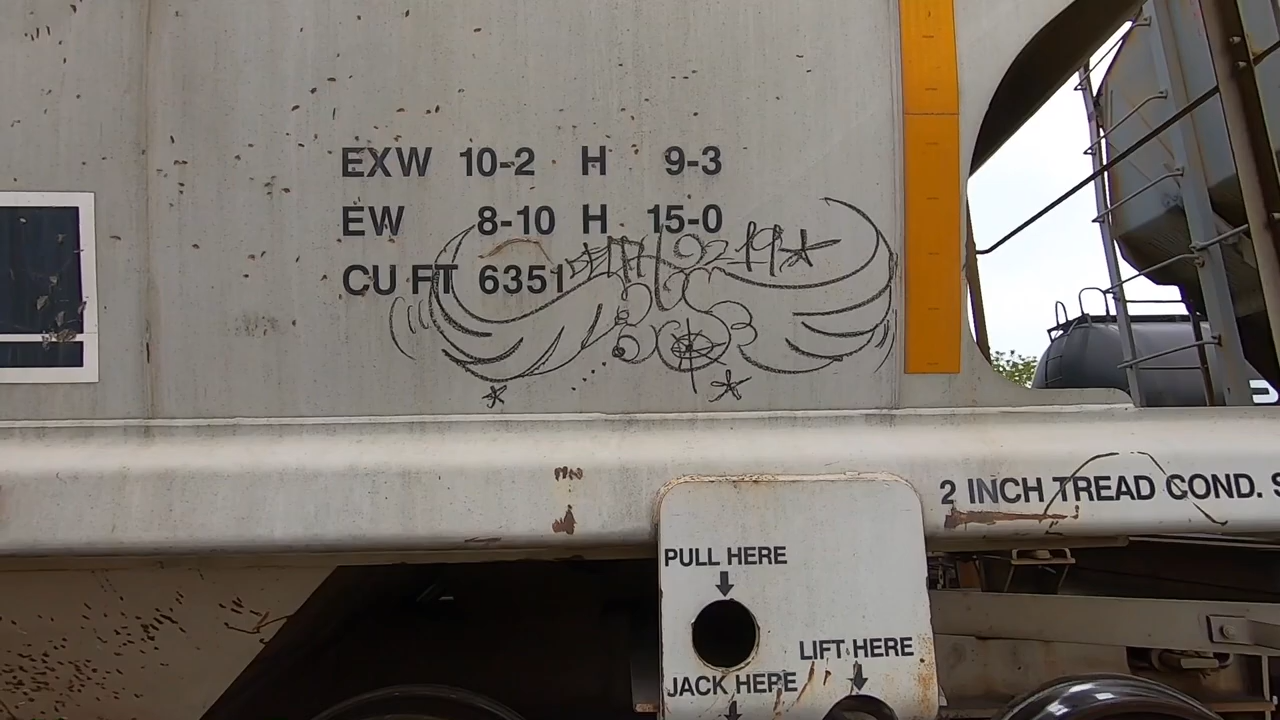 EXW 10-2 H 9-3
EW 8-10 H 15-0
CU FT 6351
2 INCH TREAD COND. S
PULL HERE
LIFT HERE
JACK HERE